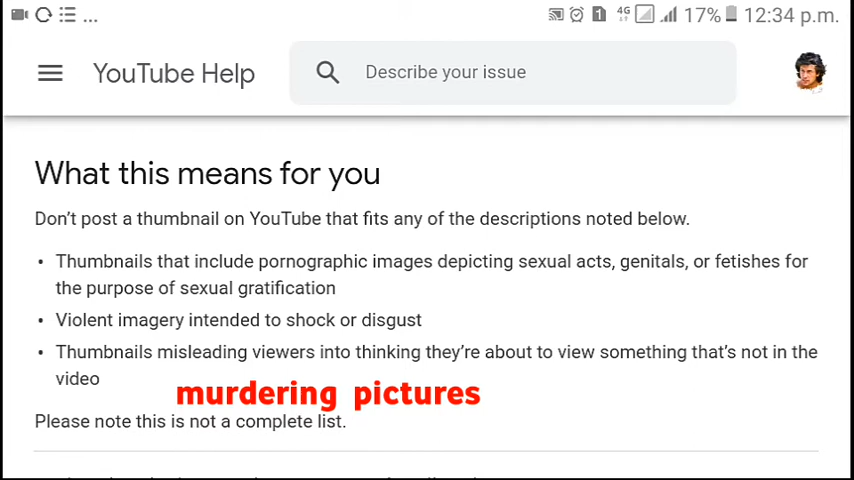 ... 4G 17% 12:34 p.m.
YouTube Help
Describe your issue
What this means for you
Don't post a thumbnail on YouTube that fits any of the descriptions noted below.
• Thumbnails that include pornographic images depicting sexual acts, genitals, or fetishes for
the purpose of sexual gratification
• Violent imagery intended to shock or disgust
• Thumbnails misleading viewers into thinking they're about to view something that's not in the
video
murdering pictures
Please note this is not a complete list.